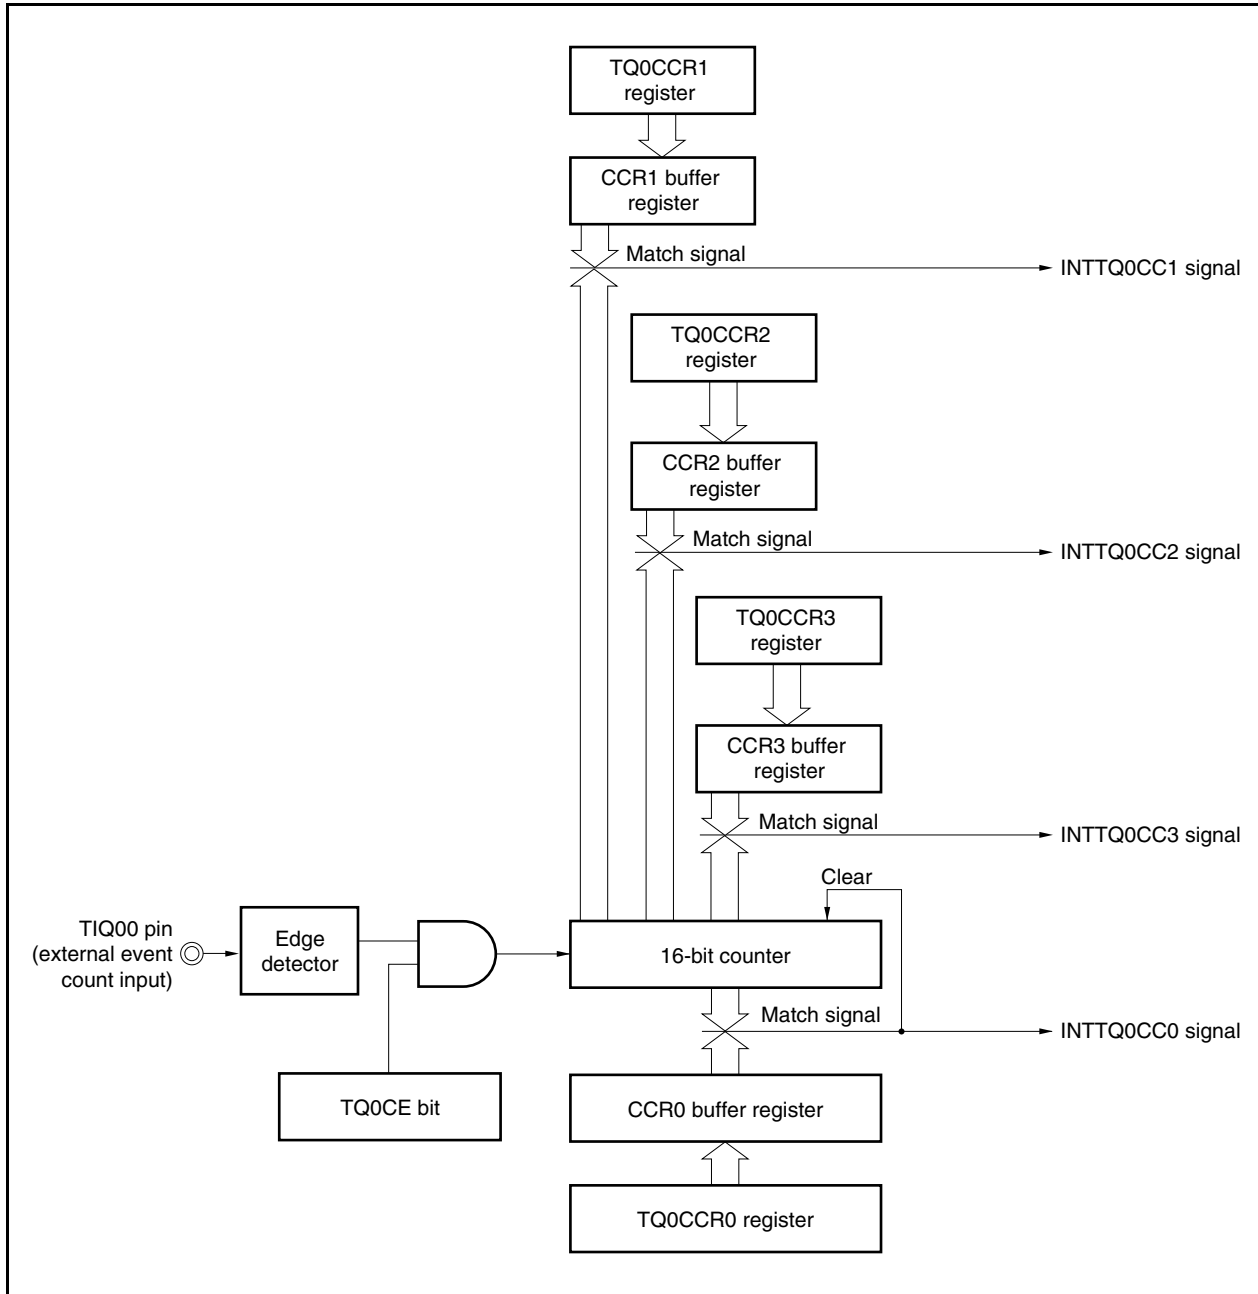 TQ0CCR1
register
CCR1 buffer
register
Match signal
INTTQ0CC1 signal
TQ0CCR2
register
CCR2 buffer
register
Match signal
INTTQ0CC2 signal
TQ0CCR3
register
CCR3 buffer
register
Match signal
INTTQ0CC3 signal
Clear
TIQ00 pin
(external event
count input)
Edge
detector
16-bit counter
Match signal
INTTQ0CC0 signal
TQ0CE bit
CCR0 buffer register
TQ0CCR0 register